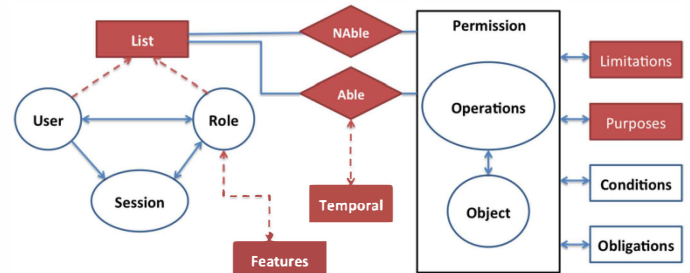 List
NAble
Permission
Limitations
Able
User
Role
Operations
Purposes
Session
Temporal
Object
Conditions
Features
Obligations